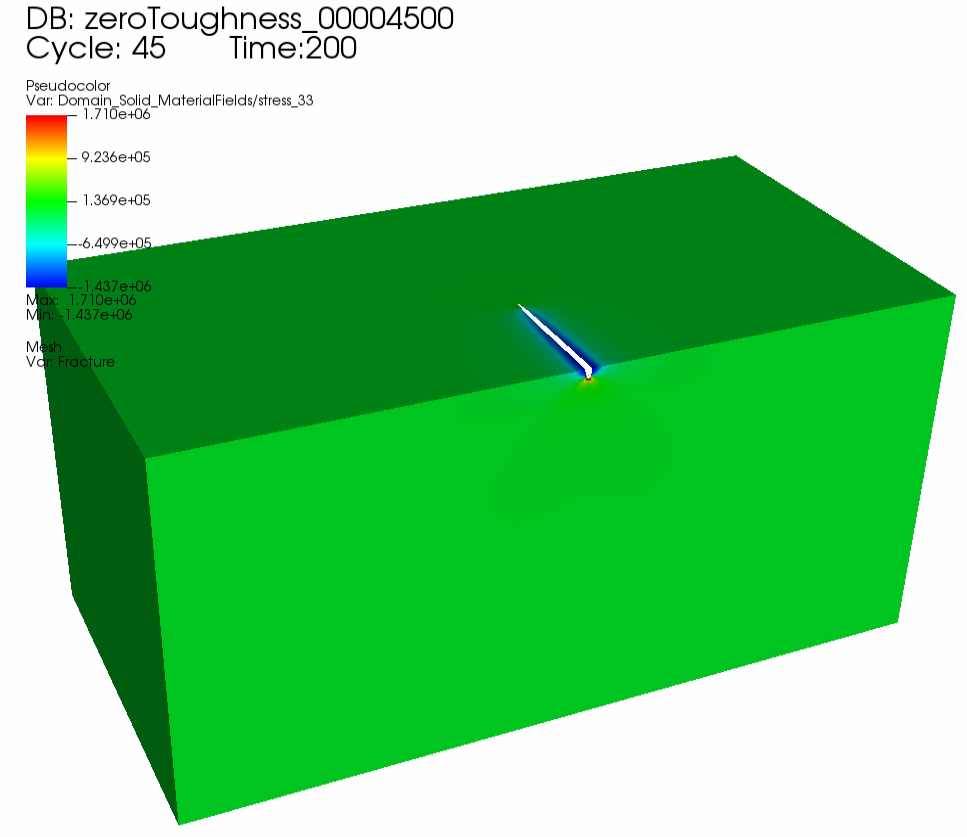 DB: zeroToughness_00004500
Cycle: 45 Time:200
Pseudocolor
Var: Domain_Solid_MaterialFields/stress_33
1.710e+06
9.236e+05
1.369e+05
-6.499e+05
-1.437e+06
Max: 1.710e+06
Min: -1.437e+06
Mesh
Var: Fracture